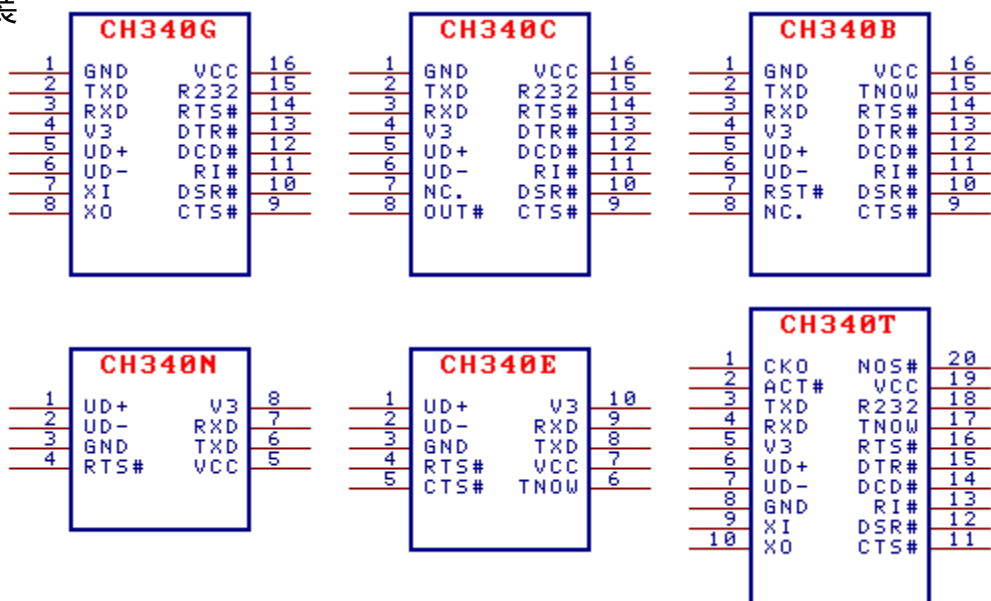 装
CH340G
1 GND VCC 16
2 TXD R232 15
3 RXD RTS# 14
4 V3 DTR# 13
5 UD+ DCD# 12
6 UD- RI# 11
7 XI DSR# 10
8 XO CTS# 9
CH340C
1 GND VCC 16
2 TXD R232 15
3 RXD RTS# 14
4 V3 DTR# 13
5 UD+ DCD# 12
6 UD- RI# 11
7 NC. DSR# 10
8 OUT# CTS# 9
CH340B
1 GND VCC 16
2 TXD TNOW 15
3 RXD RTS# 14
4 V3 DTR# 13
5 UD+ DCD# 12
6 UD- RI# 11
7 RST# DSR# 10
8 NC. CTS# 9
CH340N
1 UD+ V3 8
2 UD- RXD 7
3 GND TXD 6
4 RTS# VCC 5
CH340E
1 UD+ V3 10
2 UD- RXD 9
3 GND TXD 8
4 RTS# VCC 7
5 CTS# TNOW 6
CH340T
1 CKO NOS# 20
2 ACT# VCC 19
3 TXD R232 18
4 RXD TNOW 17
5 V3 RTS# 16
6 UD+ DTR# 15
7 UD- DCD# 14
8 GND RI# 13
9 XI DSR# 12
10 XO CTS# 11